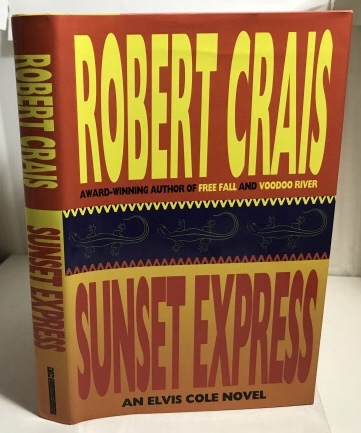 ROBERT CRAIS
AWARD-WINNING AUTHOR OF FREE FALL AND VOODOO RIVER
SUNSET EXPRESS
AN ELVIS COLE NOVEL
ROBERT CRAIS
SUNSET EXPRESS